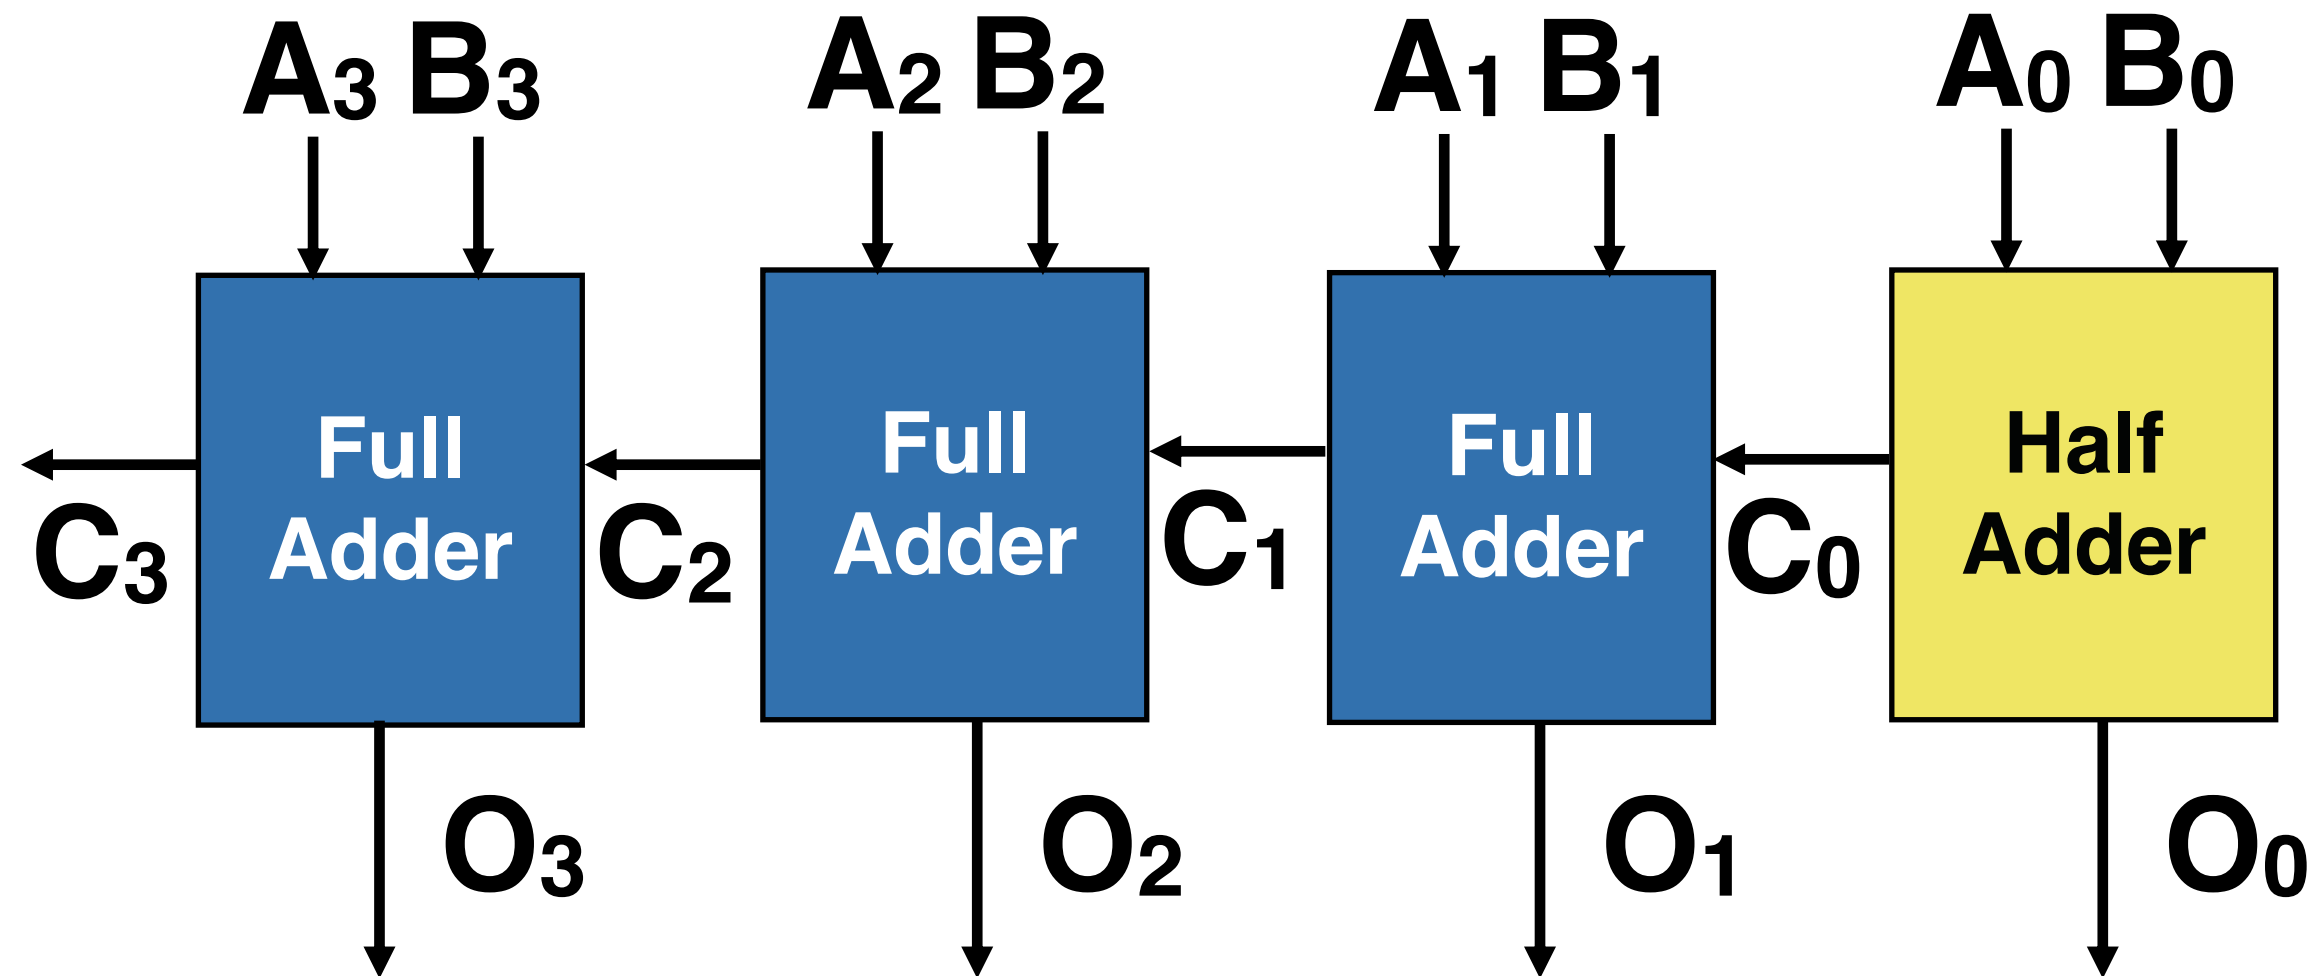 A3 B3 A2 B2 A1 B1 A0 B0
Full Adder Full Adder Full Adder Half Adder
C3 C2 C1 C0
O3 O2 O1 O0